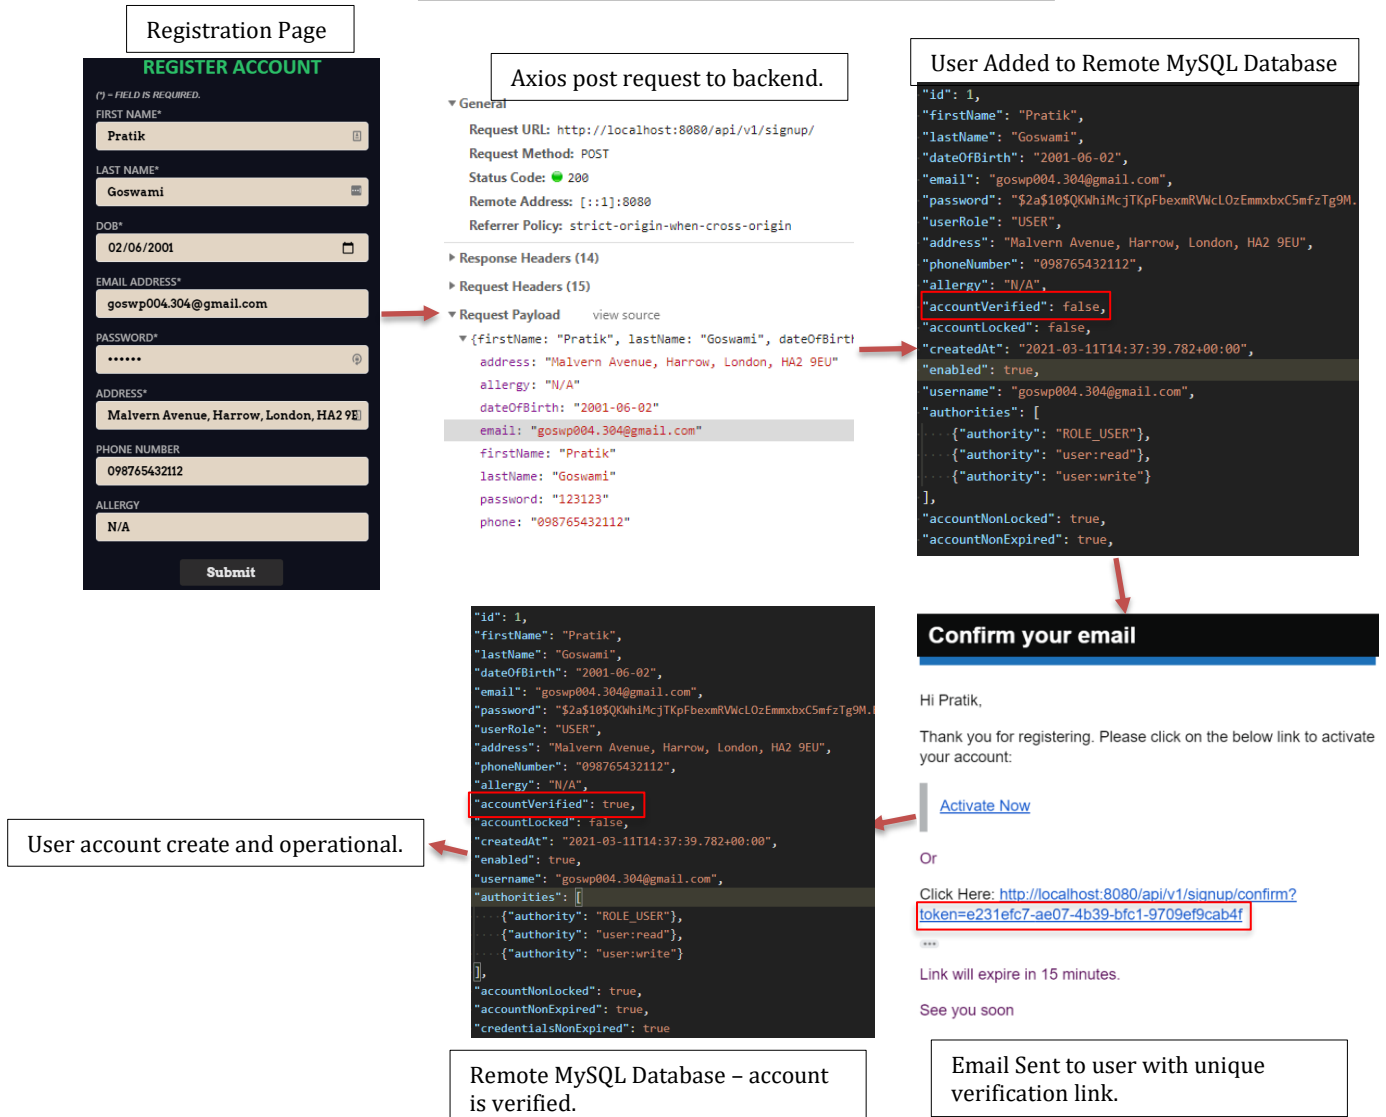 Registration Page
REGISTER ACCOUNT
(*) - FIELD IS REQUIRED.
FIRST NAME*
Pratik
LAST NAME*
Goswami
DOB*
02/06/2001
EMAIL ADDRESS*
goswp004.304@gmail.com
PASSWORD*
••••••
ADDRESS*
Malvern Avenue, Harrow, London, HA2 9E
PHONE NUMBER
098765432112
ALLERGY
N/A
Submit
Axios post request to backend.
General
Request URL: http://localhost:8080/api/v1/signup/
Request Method: POST
Status Code: 200
Remote Address: [::1]:8080
Referrer Policy: strict-origin-when-cross-origin
Response Headers (14)
Request Headers (15)
Request Payload view source
{firstName: "Pratik", lastName: "Goswami", dateOfBirt
address: "Malvern Avenue, Harrow, London, HA2 9EU"
allergy: "N/A"
dateOfBirth: "2001-06-02"
email: "goswp004.304@gmail.com"
firstName: "Pratik"
lastName: "Goswami"
password: "123123"
phone: "098765432112"
User Added to Remote MySQL Database
"id": 1,
"firstName": "Pratik",
"lastName": "Goswami",
"dateOfBirth": "2001-06-02",
"email": "goswp004.304@gmail.com",
"password": "$2a$10$QKWhiMcjTKpFbexmRVWcLOzEmmxbxC5mfzTg9M.
"userRole": "USER",
"address": "Malvern Avenue, Harrow, London, HA2 9EU",
"phoneNumber": "098765432112",
"allergy": "N/A",
"accountVerified": false,
"accountLocked": false,
"createdAt": "2021-03-11T14:37:39.782+00:00",
"enabled": true,
"username": "goswp004.304@gmail.com",
"authorities": [
{"authority": "ROLE_USER"},
{"authority": "user:read"},
{"authority": "user:write"}
],
"accountNonLocked": true,
"accountNonExpired": true,
Confirm your email
Hi Pratik,
Thank you for registering. Please click on the below link to activate
your account:
Activate Now
Or
Click Here: http://localhost:8080/api/v1/signup/confirm?
token=e231efc7-ae07-4b39-bfc1-9709ef9cab4f
•••
Link will expire in 15 minutes.
See you soon
Email Sent to user with unique
verification link.
"id": 1,
"firstName": "Pratik",
"lastName": "Goswami",
"dateOfBirth": "2001-06-02",
"email": "goswp004.304@gmail.com",
"password": "$2a$10$QKWhiMcjTKpFbexmRVWcLOzEmmxbxC5mfzTg9M.
"userRole": "USER",
"address": "Malvern Avenue, Harrow, London, HA2 9EU",
"phoneNumber": "098765432112",
"allergy": "N/A",
"accountVerified": true,
"accountLocked": false,
"createdAt": "2021-03-11T14:37:39.782+00:00",
"enabled": true,
"username": "goswp004.304@gmail.com",
"authorities": [
{"authority": "ROLE_USER"},
{"authority": "user:read"},
{"authority": "user:write"}
],
"accountNonLocked": true,
"accountNonExpired": true,
"credentialsNonExpired": true
Remote MySQL Database – account
is verified.
User account create and operational.